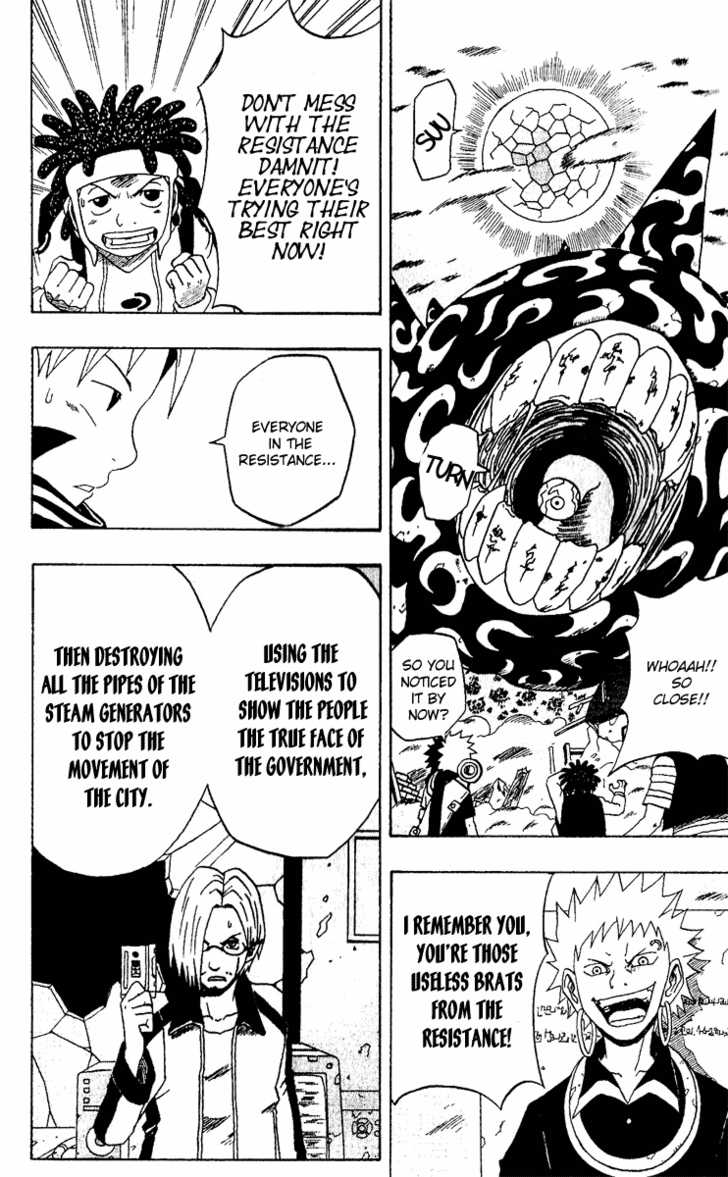 SUU
TURN
WHOAAH!!
SO
CLOSE!!
SO YOU
NOTICED
IT BY
NOW?
I REMEMBER YOU,
YOU'RE THOSE
USELESS BRATS
FROM THE
RESISTANCE!
DON'T MESS
WITH THE
RESISTANCE
DAMNIT!
EVERYONE'S
TRYING THEIR
BEST RIGHT
NOW!
EVERYONE
IN THE
RESISTANCE...
USING THE
TELEVISIONS TO
SHOW THE PEOPLE
THE TRUE FACE OF
THE GOVERNMENT,
THEN DESTROYING
ALL THE PIPES OF THE
STEAM GENERATORS
TO STOP THE
MOVEMENT OF
THE CITY.